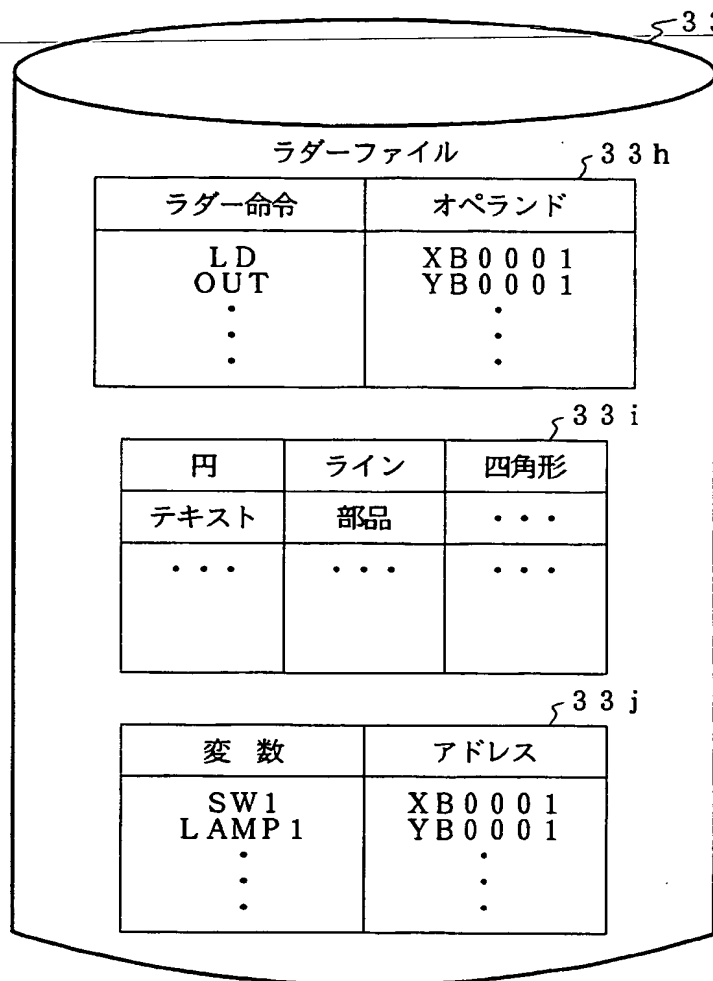 33
ラダーファイル
33h
ラダー命令 オペランド
LD XB0001
OUT YB0001
・ ・
・ ・
・ ・
33i
円 ライン 四角形
テキスト 部品 ・・・
・・・ ・・・ ・・・
33j
変 数 アドレス
SW1 XB0001
LAMP1 YB0001
・ ・
・ ・
・ ・